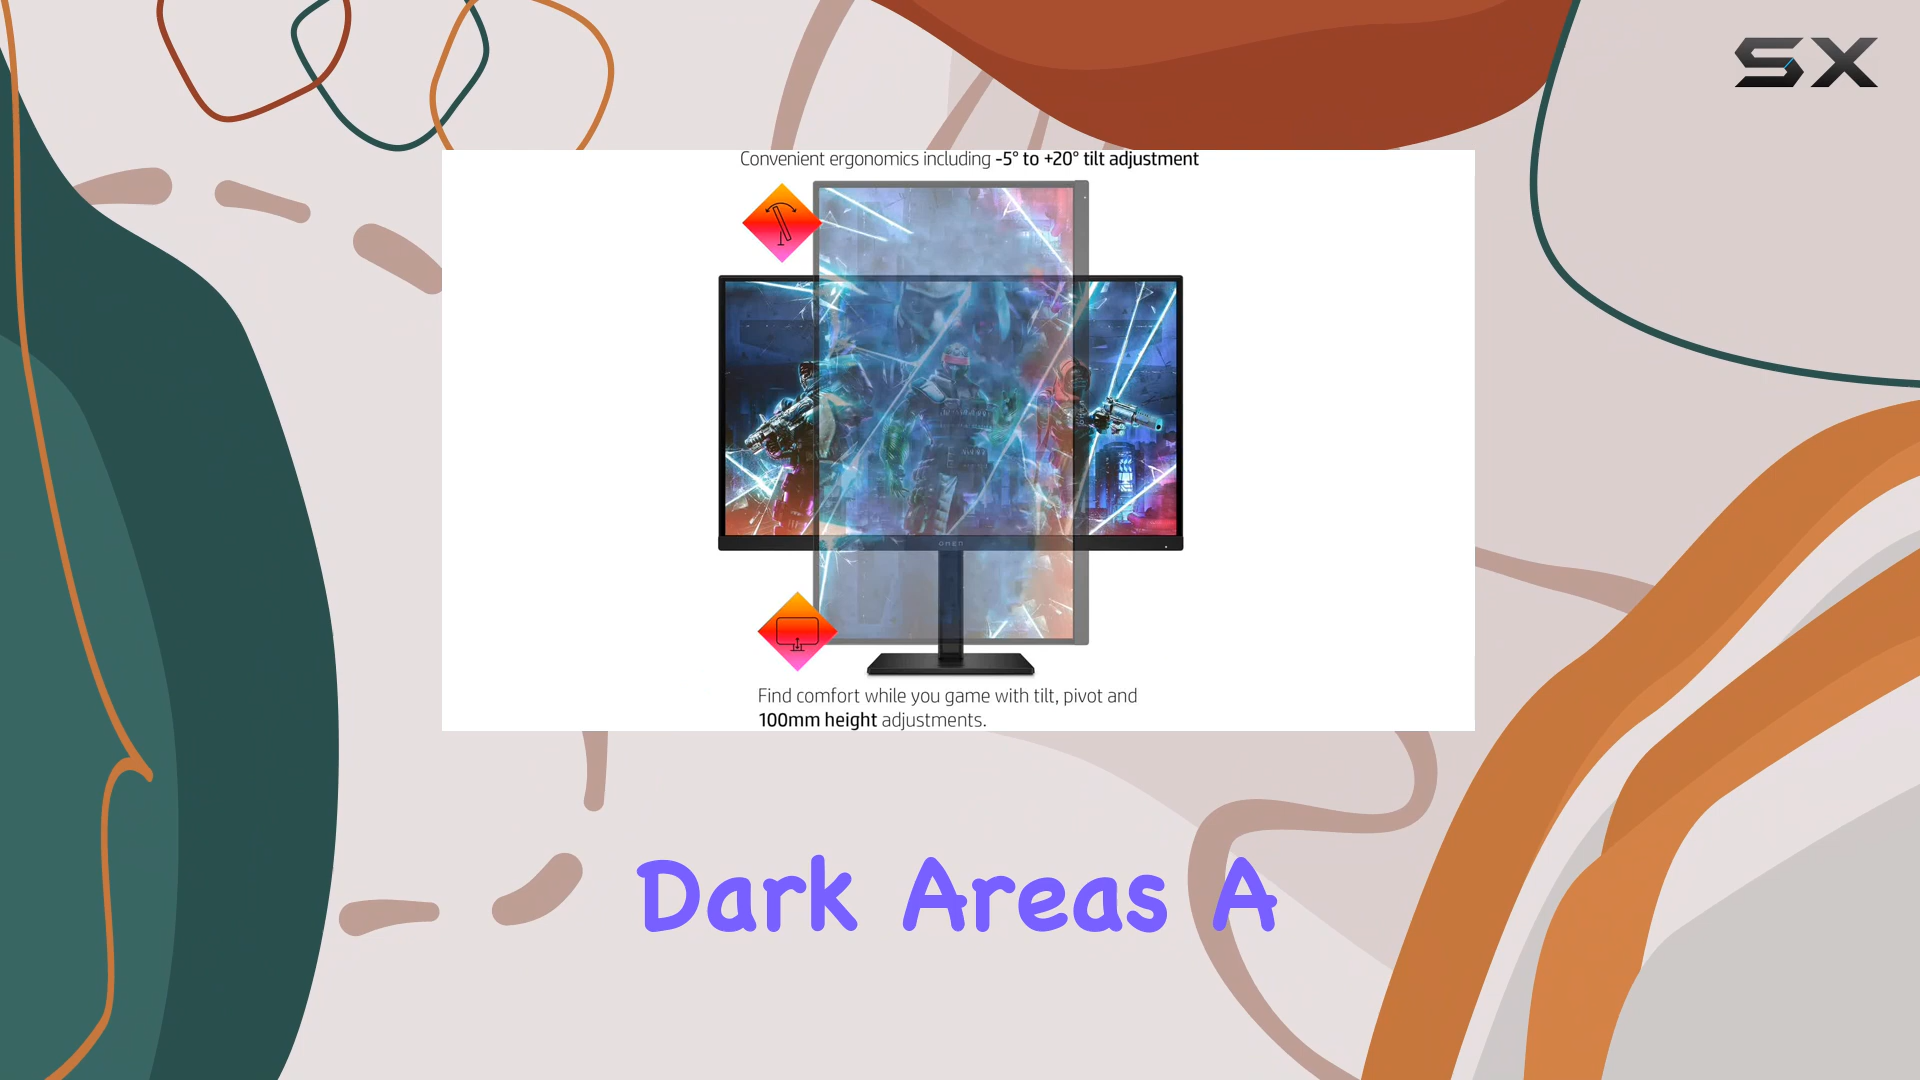 SX
Convenient ergonomics including -5° to +20° tilt adjustment
OMEN
Find comfort while you game with tilt, pivot and
100mm height adjustments.
Dark Areas A